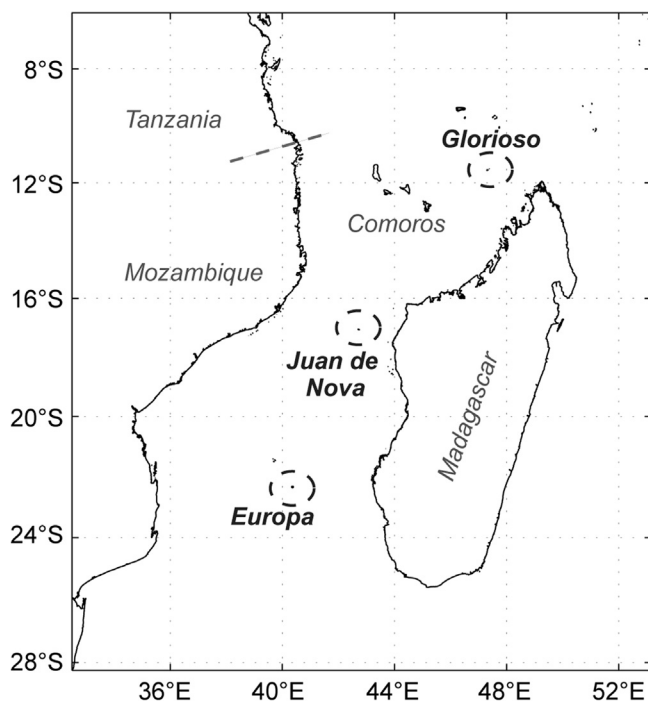 8°S
Tanzania
Glorioso
12°S
Comoros
Mozambique
16°S
Juan de
Nova
Madagascar
20°S
Europa
24°S
28°S
36°E
40°E
44°E
48°E
52°E